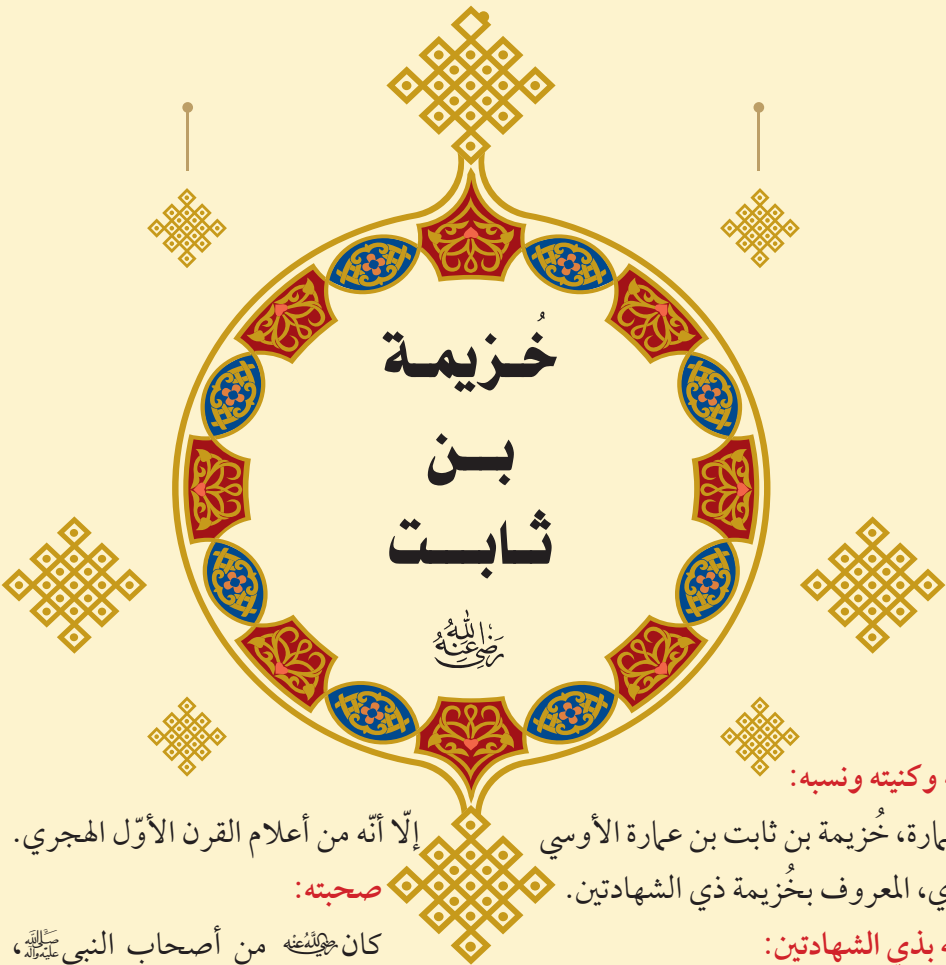 خُزيمة
بن
ثابت
رَضِيَ اللهُ عَنْهُ
وكنيته ونسبه:
خُزيمة بن ثابت بن عمارة الأوسي
المعروف بخُزيمة ذي الشهادتين.
بذي الشهادتين:
إلّا أنّه من أعلام القرن الأوّل الهجري.
صحبته:
كان رضي الله عنه من أصحاب النبي صلى الله عليه وآله،